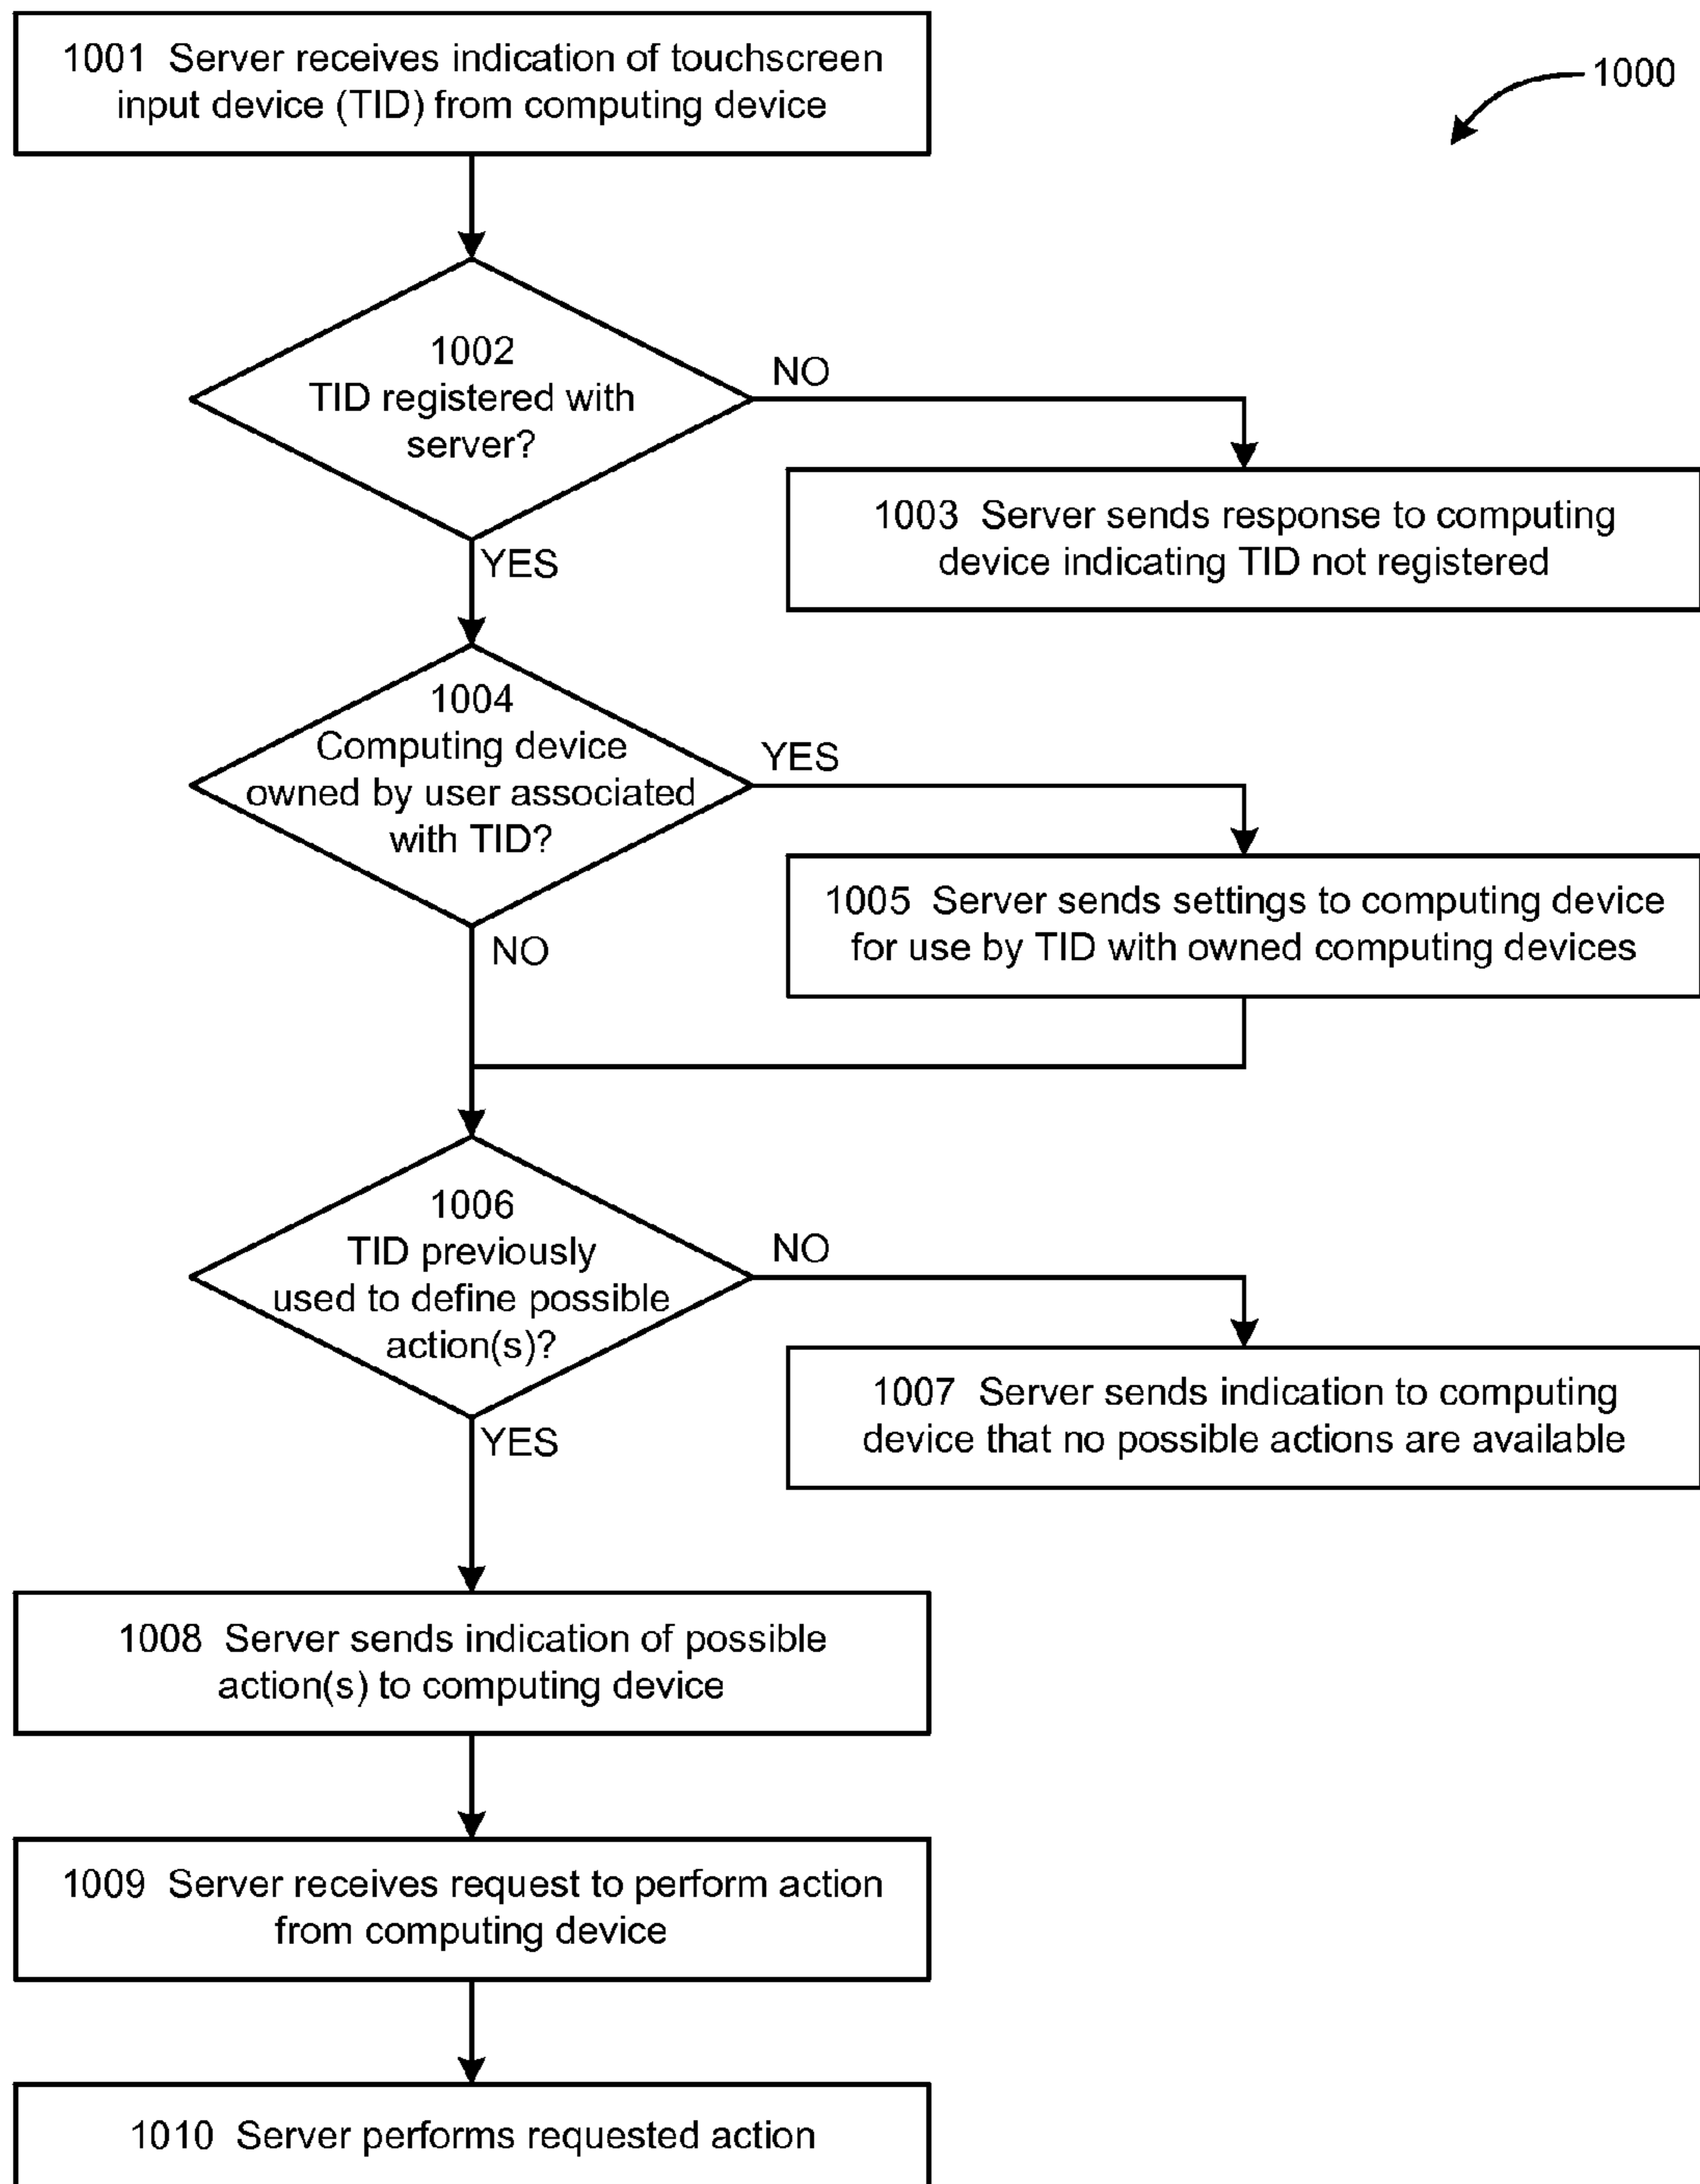 1001 Server receives indication of touchscreen
input device (TID) from computing device
1000
1002
TID registered with
server?
NO
1003 Server sends response to computing
device indicating TID not registered
YES
1004
Computing device
owned by user associated
with TID?
YES
1005 Server sends settings to computing device
for use by TID with owned computing devices
NO
1006
TID previously
used to define possible
action(s)?
NO
1007 Server sends indication to computing
device that no possible actions are available
YES
1008 Server sends indication of possible
action(s) to computing device
1009 Server receives request to perform action
from computing device
1010 Server performs requested action